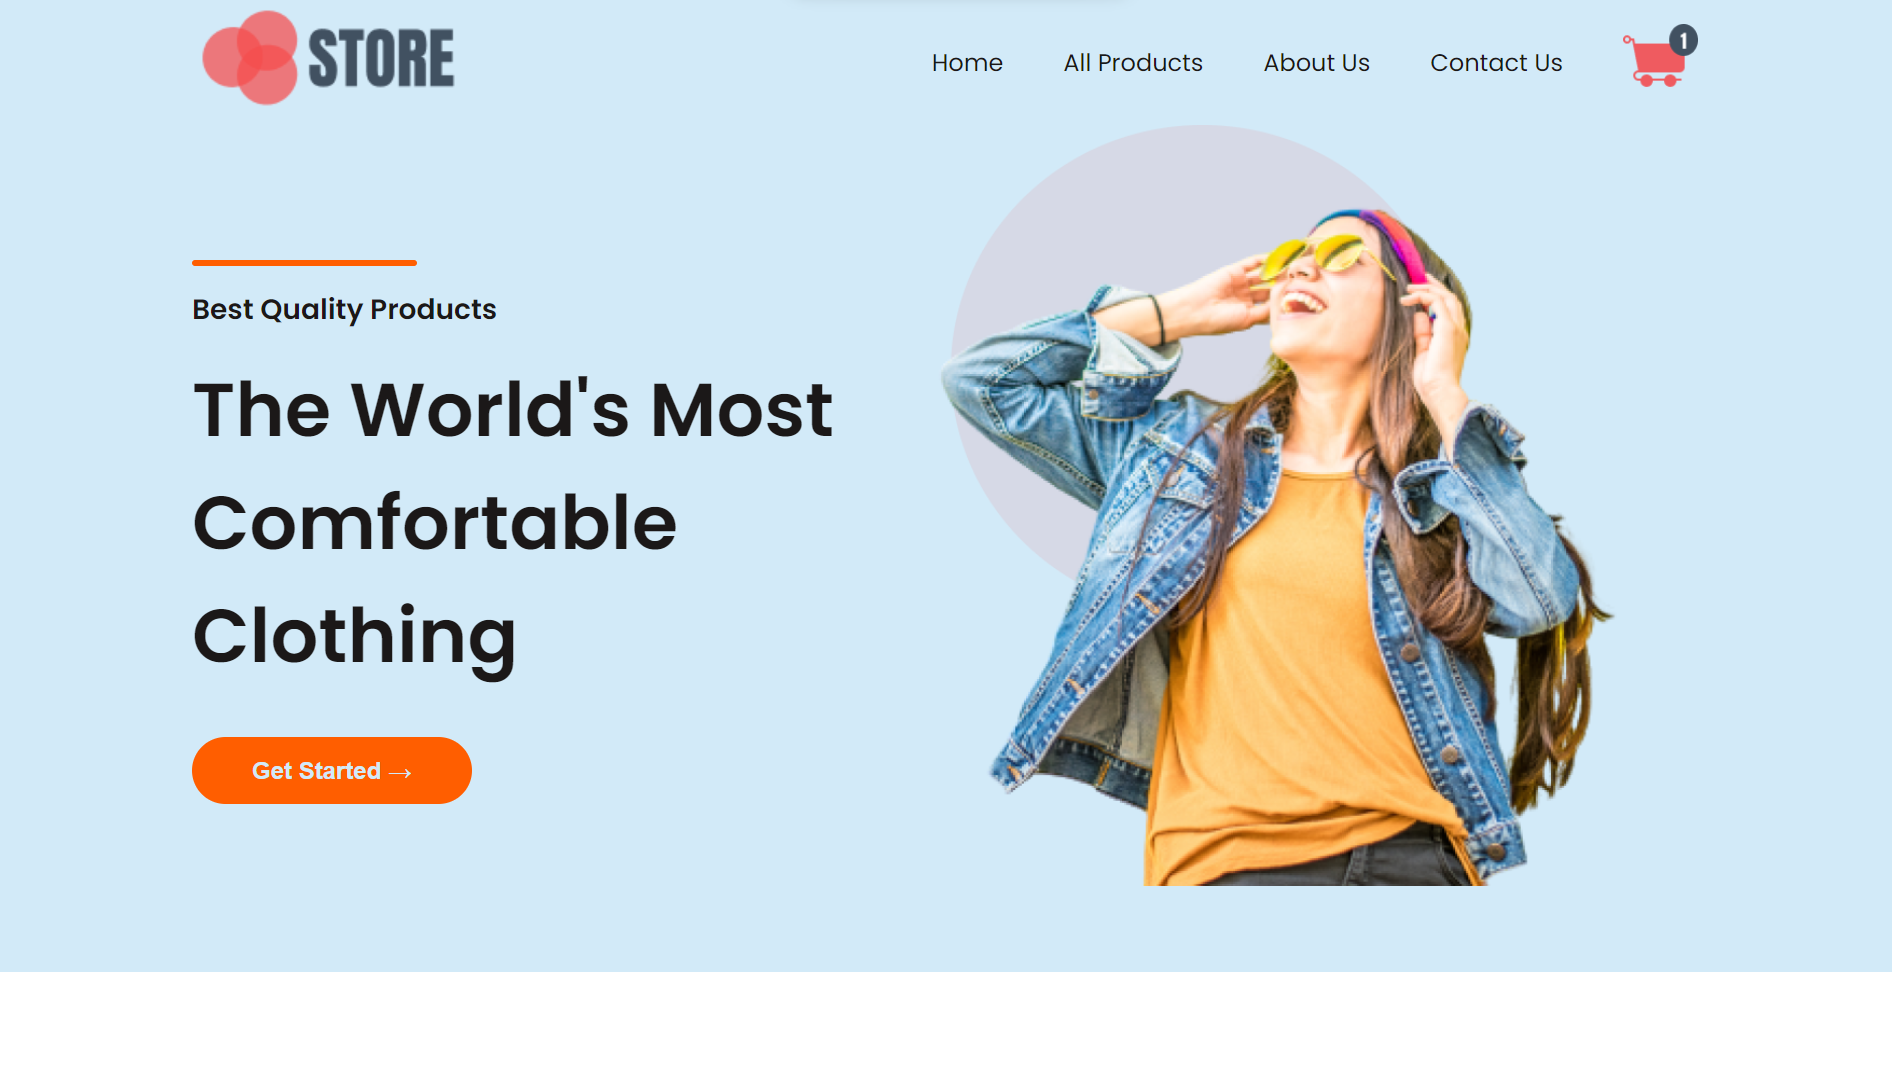 STORE
Home
All Products
About Us
Contact Us
1
Best Quality Products
The World's Most
Comfortable
Clothing
Get Started →